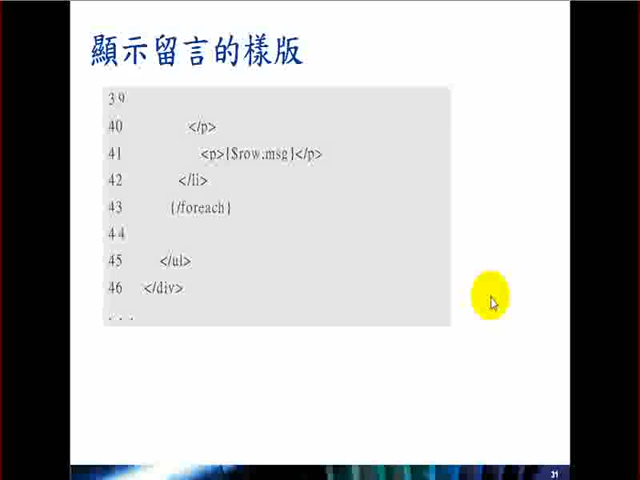 顯示留言的樣版
39
40 </p>
41 <p>{$row.msg}</p>
42 </li>
43 {/foreach}
44
45 </ul>
46 </div>
. . .
31